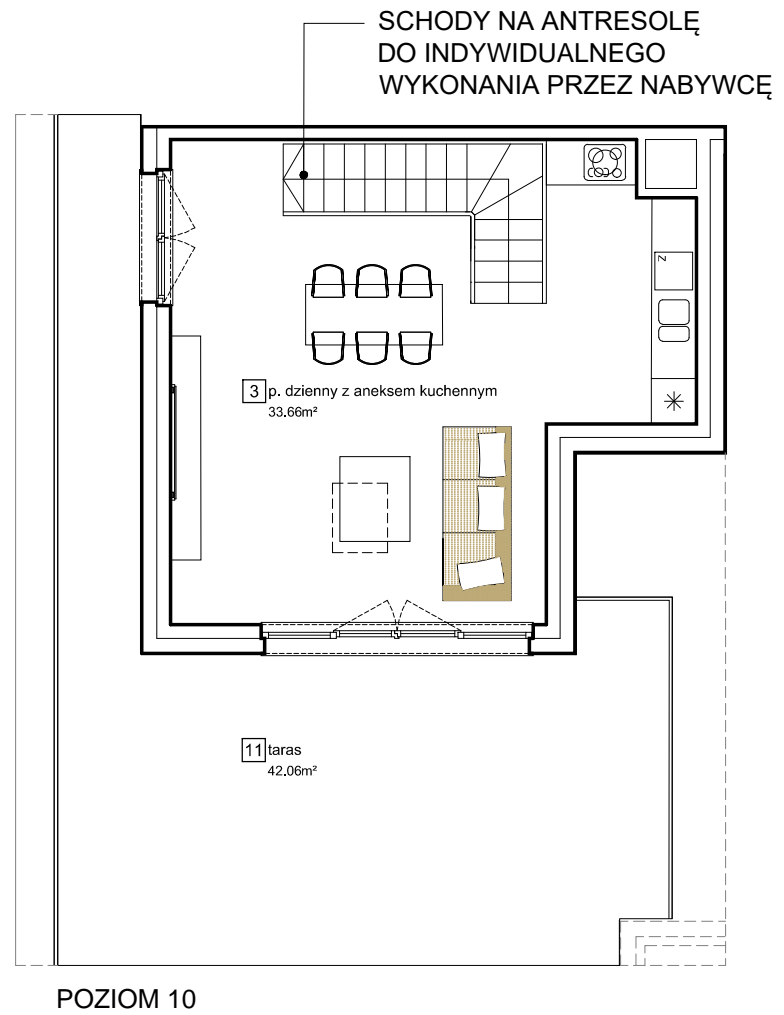 SCHODY NA ANTRESOLĘ
DO INDYWIDUALNEGO
WYKONANIA PRZEZ NABYWCĘ
Z
3 p. dzienny z aneksem kuchennym
33.66m²
11 taras
42.06m²
POZIOM 10